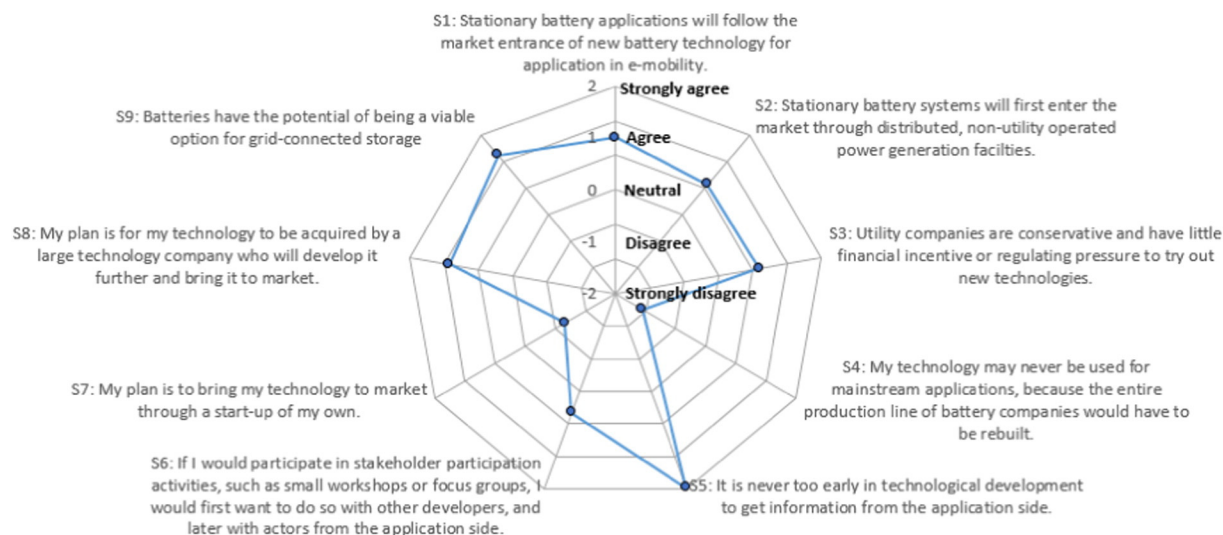 S1: Stationary battery applications will follow the
market entrance of new battery technology for
application in e-mobility.
2 Strongly agree
1 Agree
0 Neutral
-1 Disagree
-2 Strongly disagree
S2: Stationary battery systems will first enter the
market through distributed, non-utility operated
power generation facilties.
S3: Utility companies are conservative and have little
financial incentive or regulating pressure to try out
new technologies.
S4: My technology may never be used for
mainstream applications, because the entire
production line of battery companies would have to
be rebuilt.
S5: It is never too early in technological development
to get information from the application side.
S6: If I would participate in stakeholder participation
activities, such as small workshops or focus groups, I
would first want to do so with other developers, and
later with actors from the application side.
S7: My plan is to bring my technology to market
through a start-up of my own.
S8: My plan is for my technology to be acquired by a
large technology company who will develop it
further and bring it to market.
S9: Batteries have the potential of being a viable
option for grid-connected storage